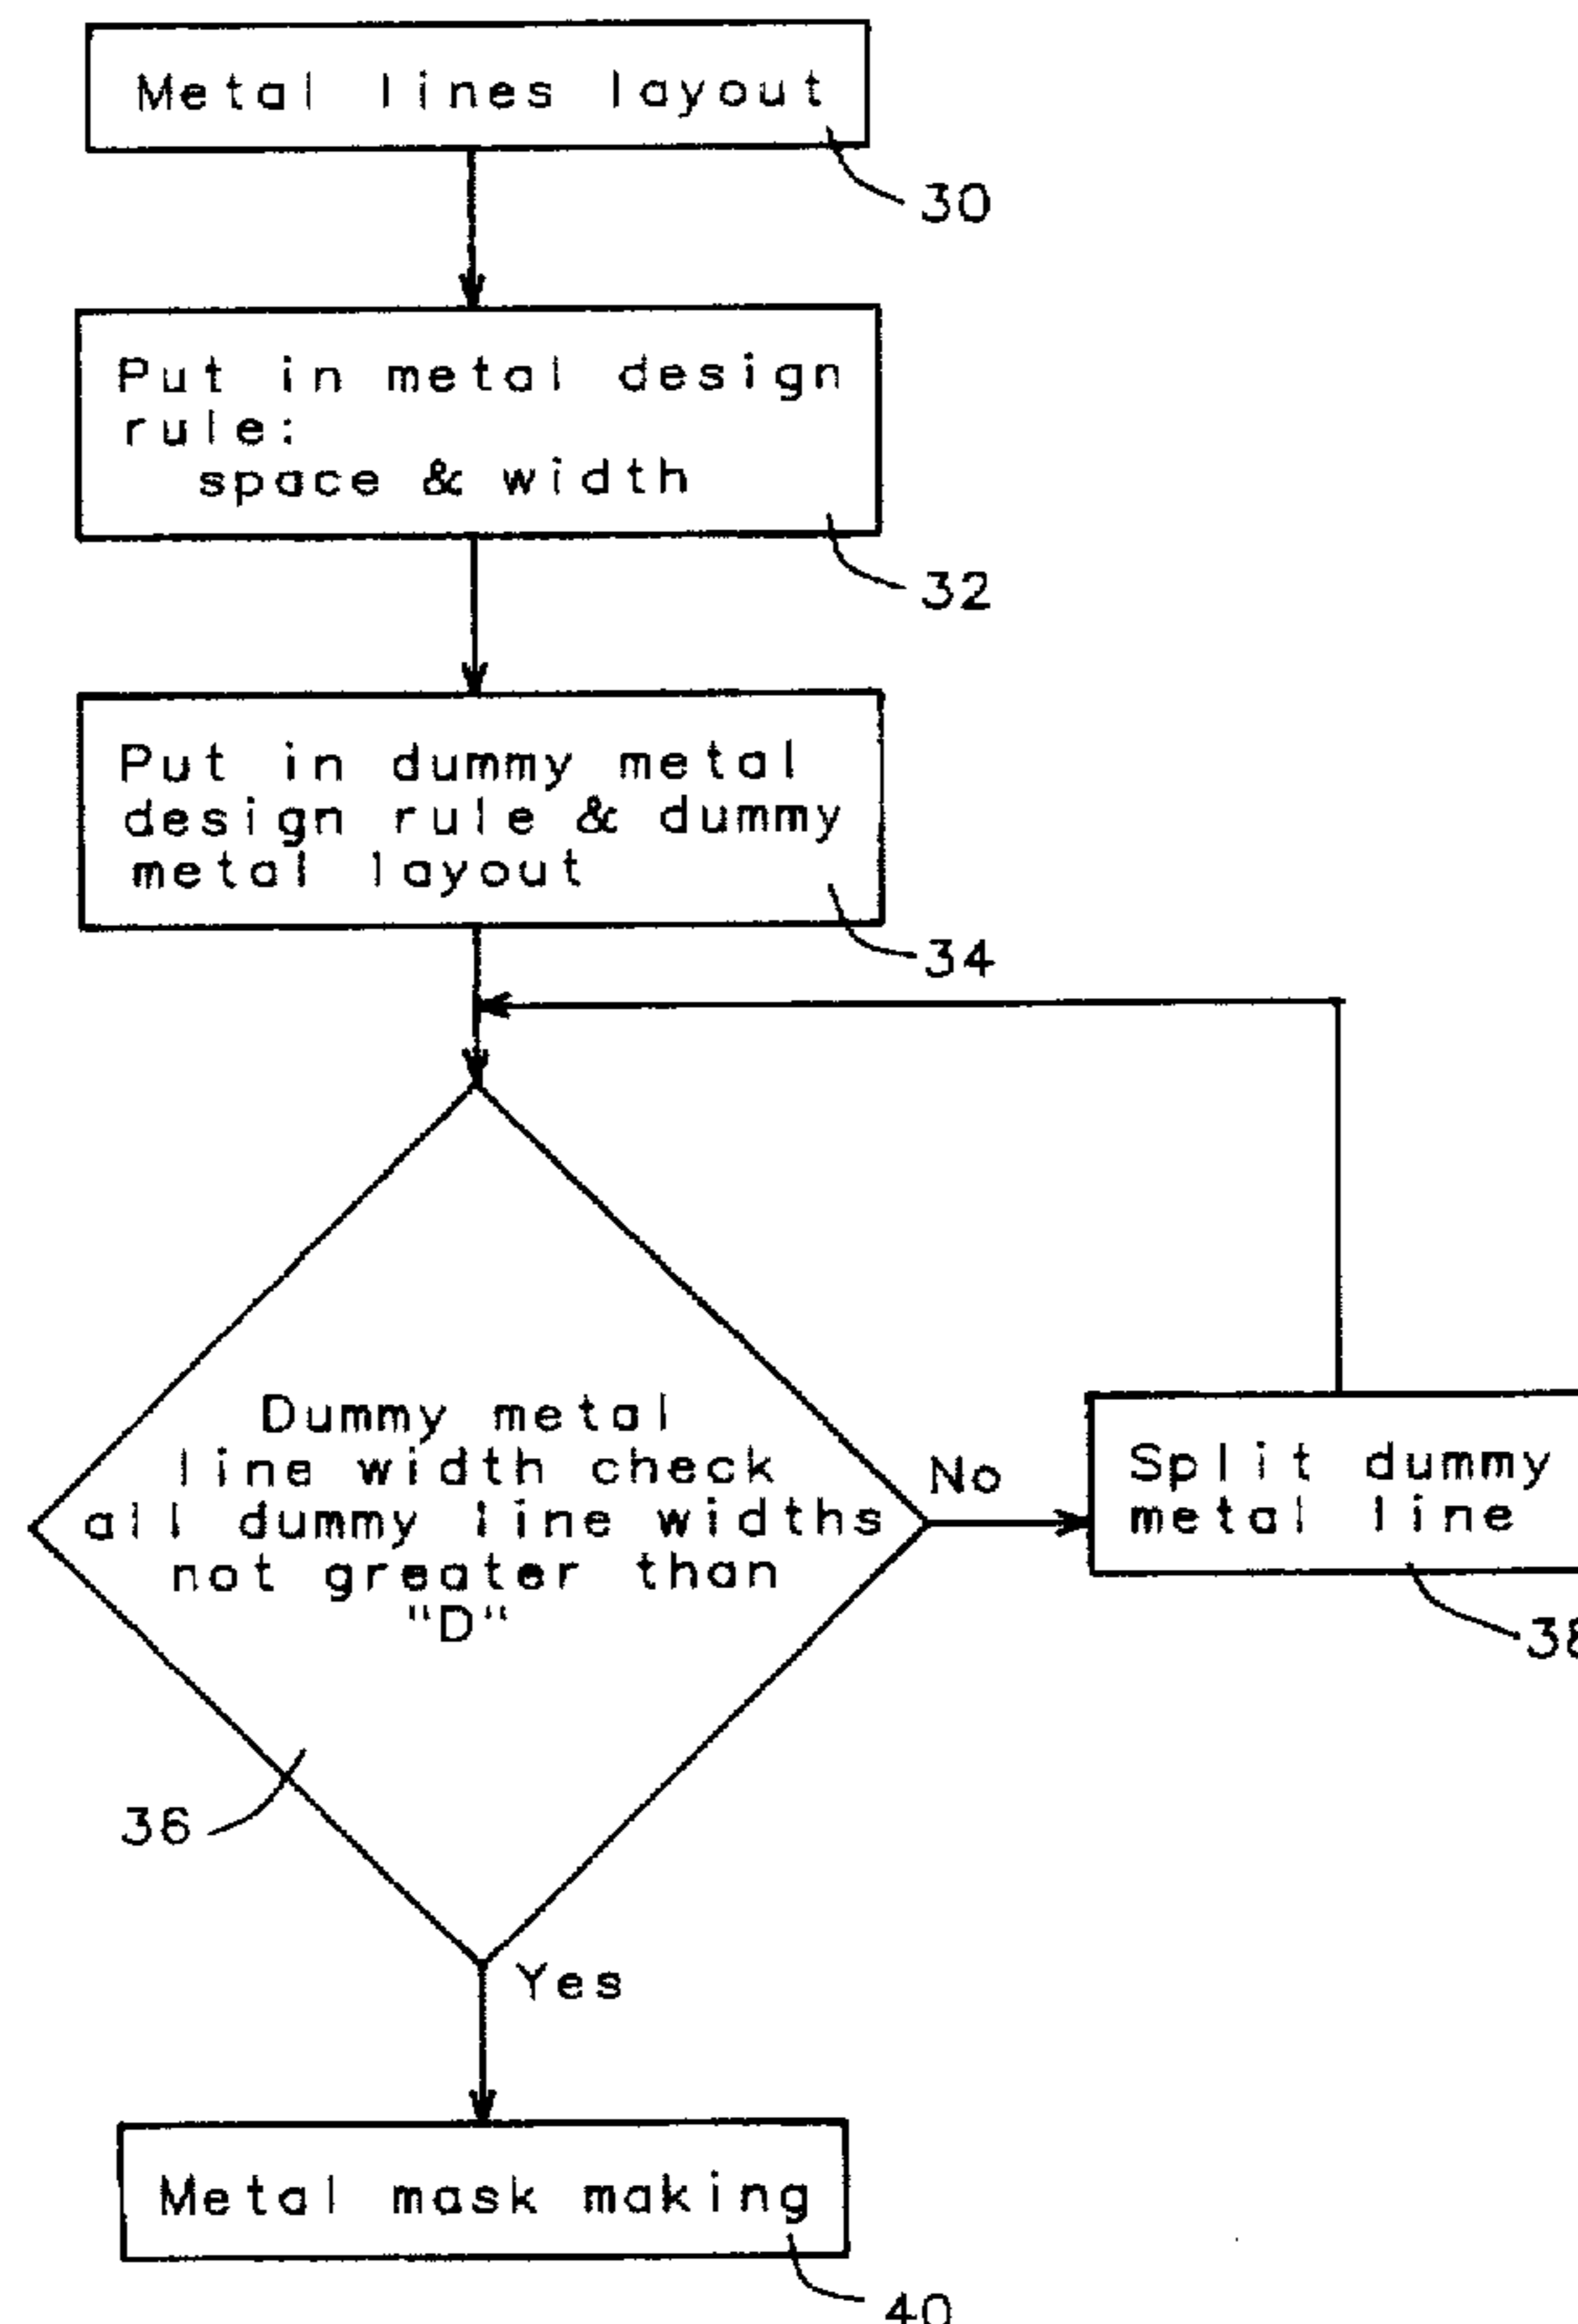 Metal lines layout
30
Put in metal design
rule:
space & width
32
Put in dummy metal
design rule & dummy
metal layout
34
Dummy metal
line width check
all dummy line widths
not greater than
"D"
No
Split dummy
metal line
38
36
Yes
Metal mask making
40